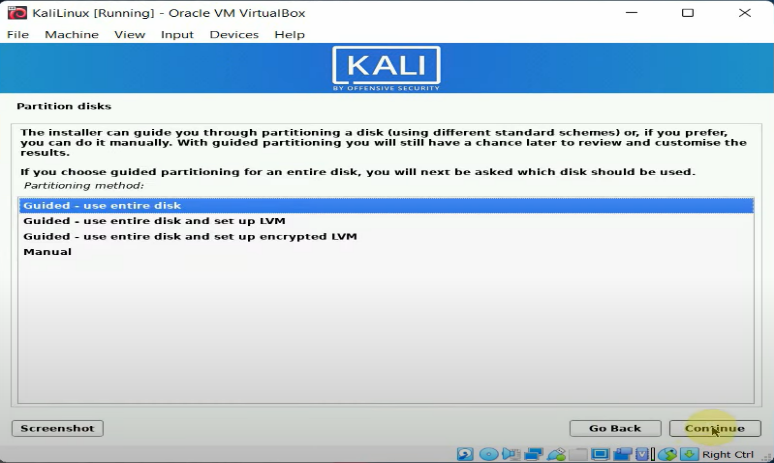 KaliLinux [Running] - Oracle VM VirtualBox
File Machine View Input Devices Help
KALI
BY OFFENSIVE SECURITY
Partition disks
The installer can guide you through partitioning a disk (using different standard schemes) or, if you prefer,
you can do it manually. With guided partitioning you will still have a chance later to review and customise the
results.
If you choose guided partitioning for an entire disk, you will next be asked which disk should be used.
Partitioning method:
Guided - use entire disk
Guided - use entire disk and set up LVM
Guided - use entire disk and set up encrypted LVM
Manual
Screenshot
Go Back
Continue
Right Ctrl